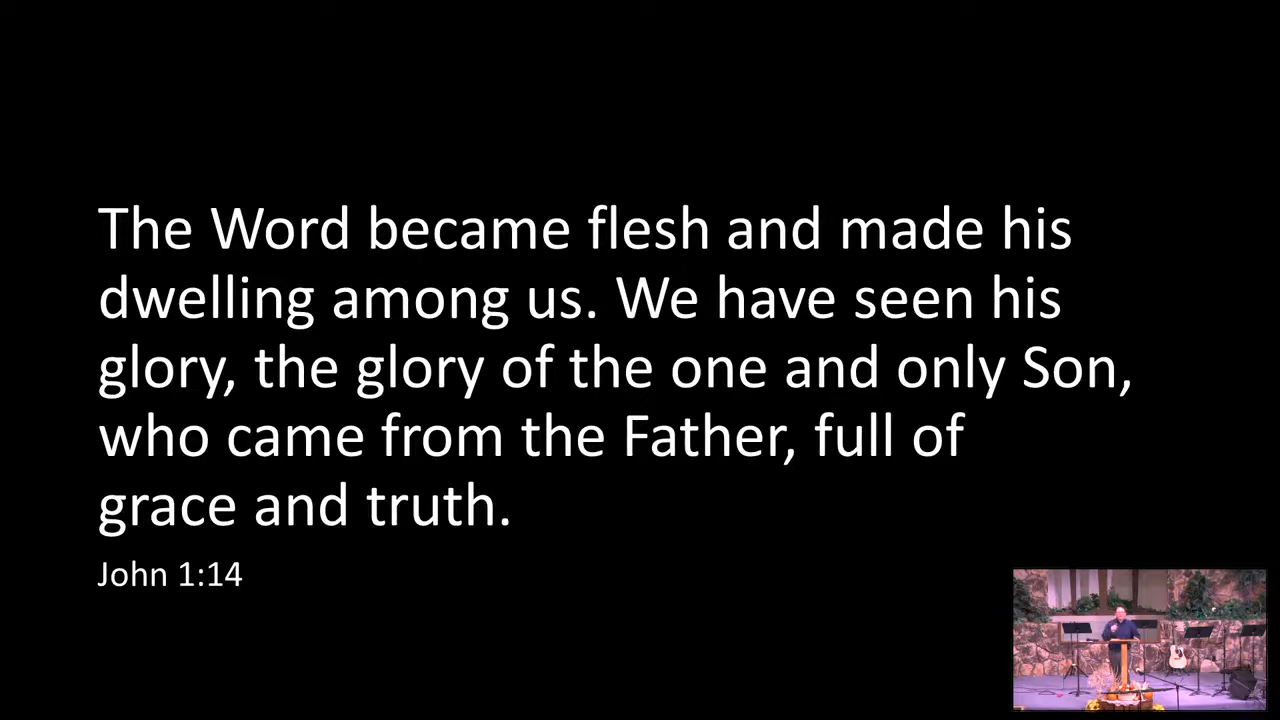 The Word became flesh and made his
dwelling among us. We have seen his
glory, the glory of the one and only Son,
who came from the Father, full of
grace and truth.
John 1:14